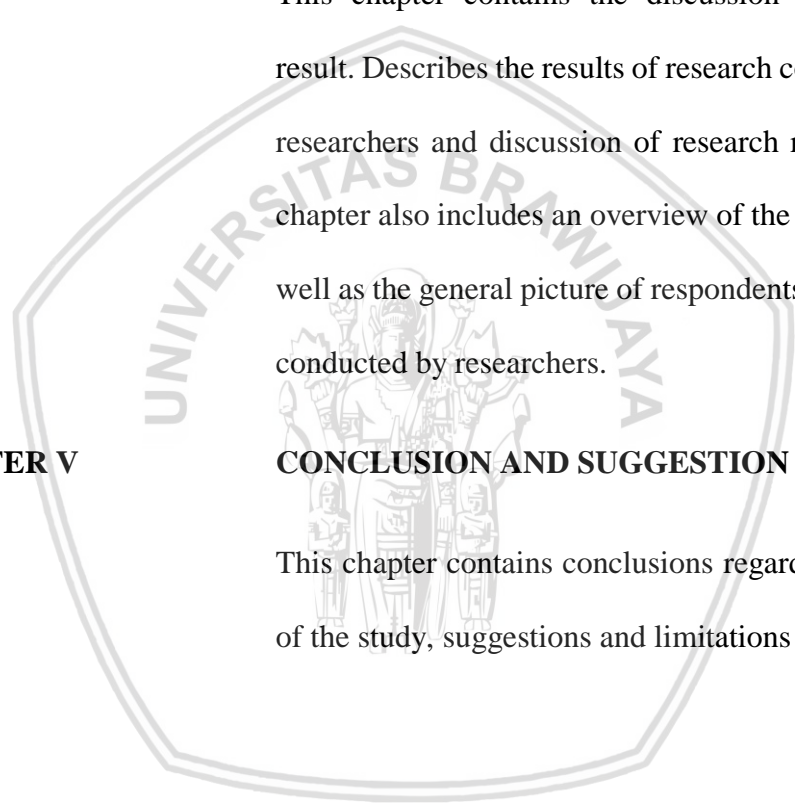 This chapter contains the discussion
result. Describes the results of research
researchers and discussion of research
chapter also includes an overview of the
well as the general picture of respondents
conducted by researchers.
TER V CONCLUSION AND SUGGESTION
This chapter contains conclusions regard
of the study, suggestions and limitations
UNIVERSITAS BRAWIJAYA